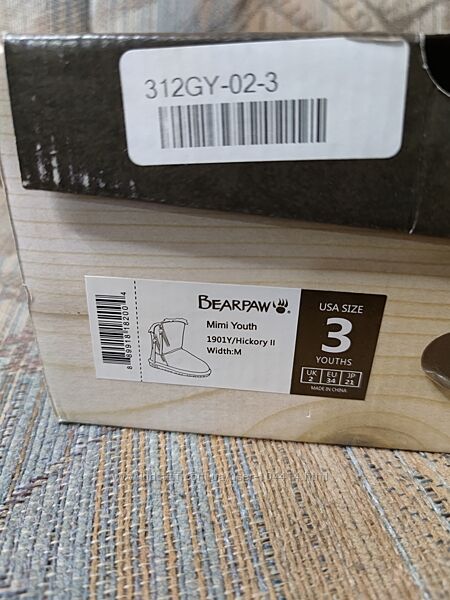 312GY-02-3
BEARPAW
Mimi Youth
1901Y/Hickory II
Width:M
USA SIZE
3
YOUTHS
UK EU JP
2 34 21
MADE IN CHINA